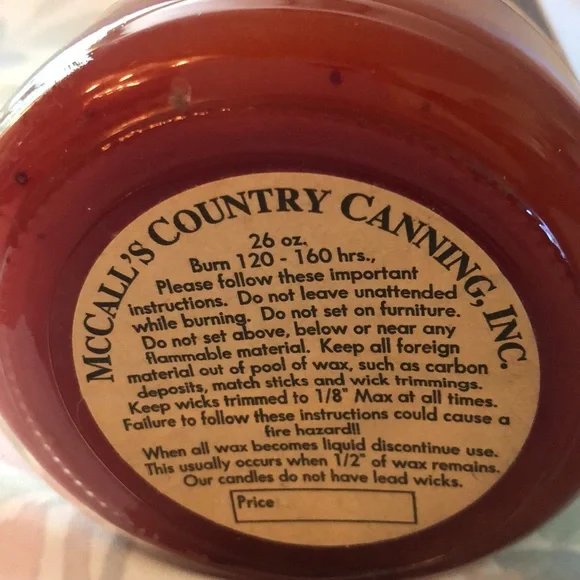 McCall's Country Canning, Inc.
26 oz.
Burn 120 - 160 hrs.,
Please follow these important
instructions. Do not leave unattended
while burning. Do not set on furniture.
Do not set above, below or near any
flammable material. Keep all foreign
material out of pool of wax, such as carbon
deposits, match sticks and wick trimmings.
Keep wicks trimmed to 1/8" Max at all times.
Failure to follow these instructions could cause a
fire hazard!!
When all wax becomes liquid discontinue use.
This usually occurs when 1/2" of wax remains.
Our candles do not have lead wicks.
Price